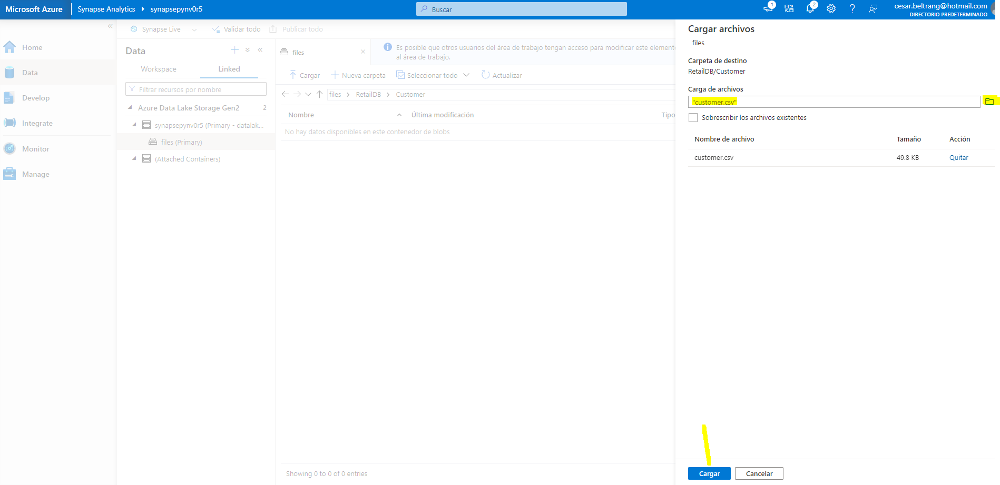 Microsoft Azure
Synapse Analytics
synapsepynv0r5
Buscar
1
2
cesar.beltrang@hotmail.com
DIRECTORIO PREDETERMINADO
Home
Data
Develop
Integrate
Monitor
Manage
Synapse Live
Validar todo
Publicar todo
Data
Workspace
Linked
Filtrar recursos por nombre
Azure Data Lake Storage Gen2 2
synapsepynv0r5 (Primary - datalak...
files (Primary)
(Attached Containers)
files
Es posible que otros usuarios del área de trabajo tengan acceso para modificar este elemento
al área de trabajo.
Cargar
Nueva carpeta
Seleccionar todo
Actualizar
files
RetailDB
Customer
Nombre
Última modificación
Tipo
No hay datos disponibles en este contenedor de blobs
Showing 0 to 0 of 0 entries
Cargar archivos
files
Carpeta de destino
RetailDB/Customer
Carga de archivos
"customer.csv"
Sobrescribir los archivos existentes
Nombre de archivo Tamaño Acción
customer.csv 49.8 KB Quitar
Cargar
Cancelar